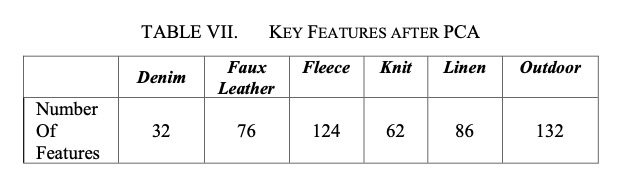 TABLE VII. KEY FEATURES AFTER PCA
Denim Faux Leather Fleece Knit Linen Outdoor
Number Of Features 32 76 124 62 86 132